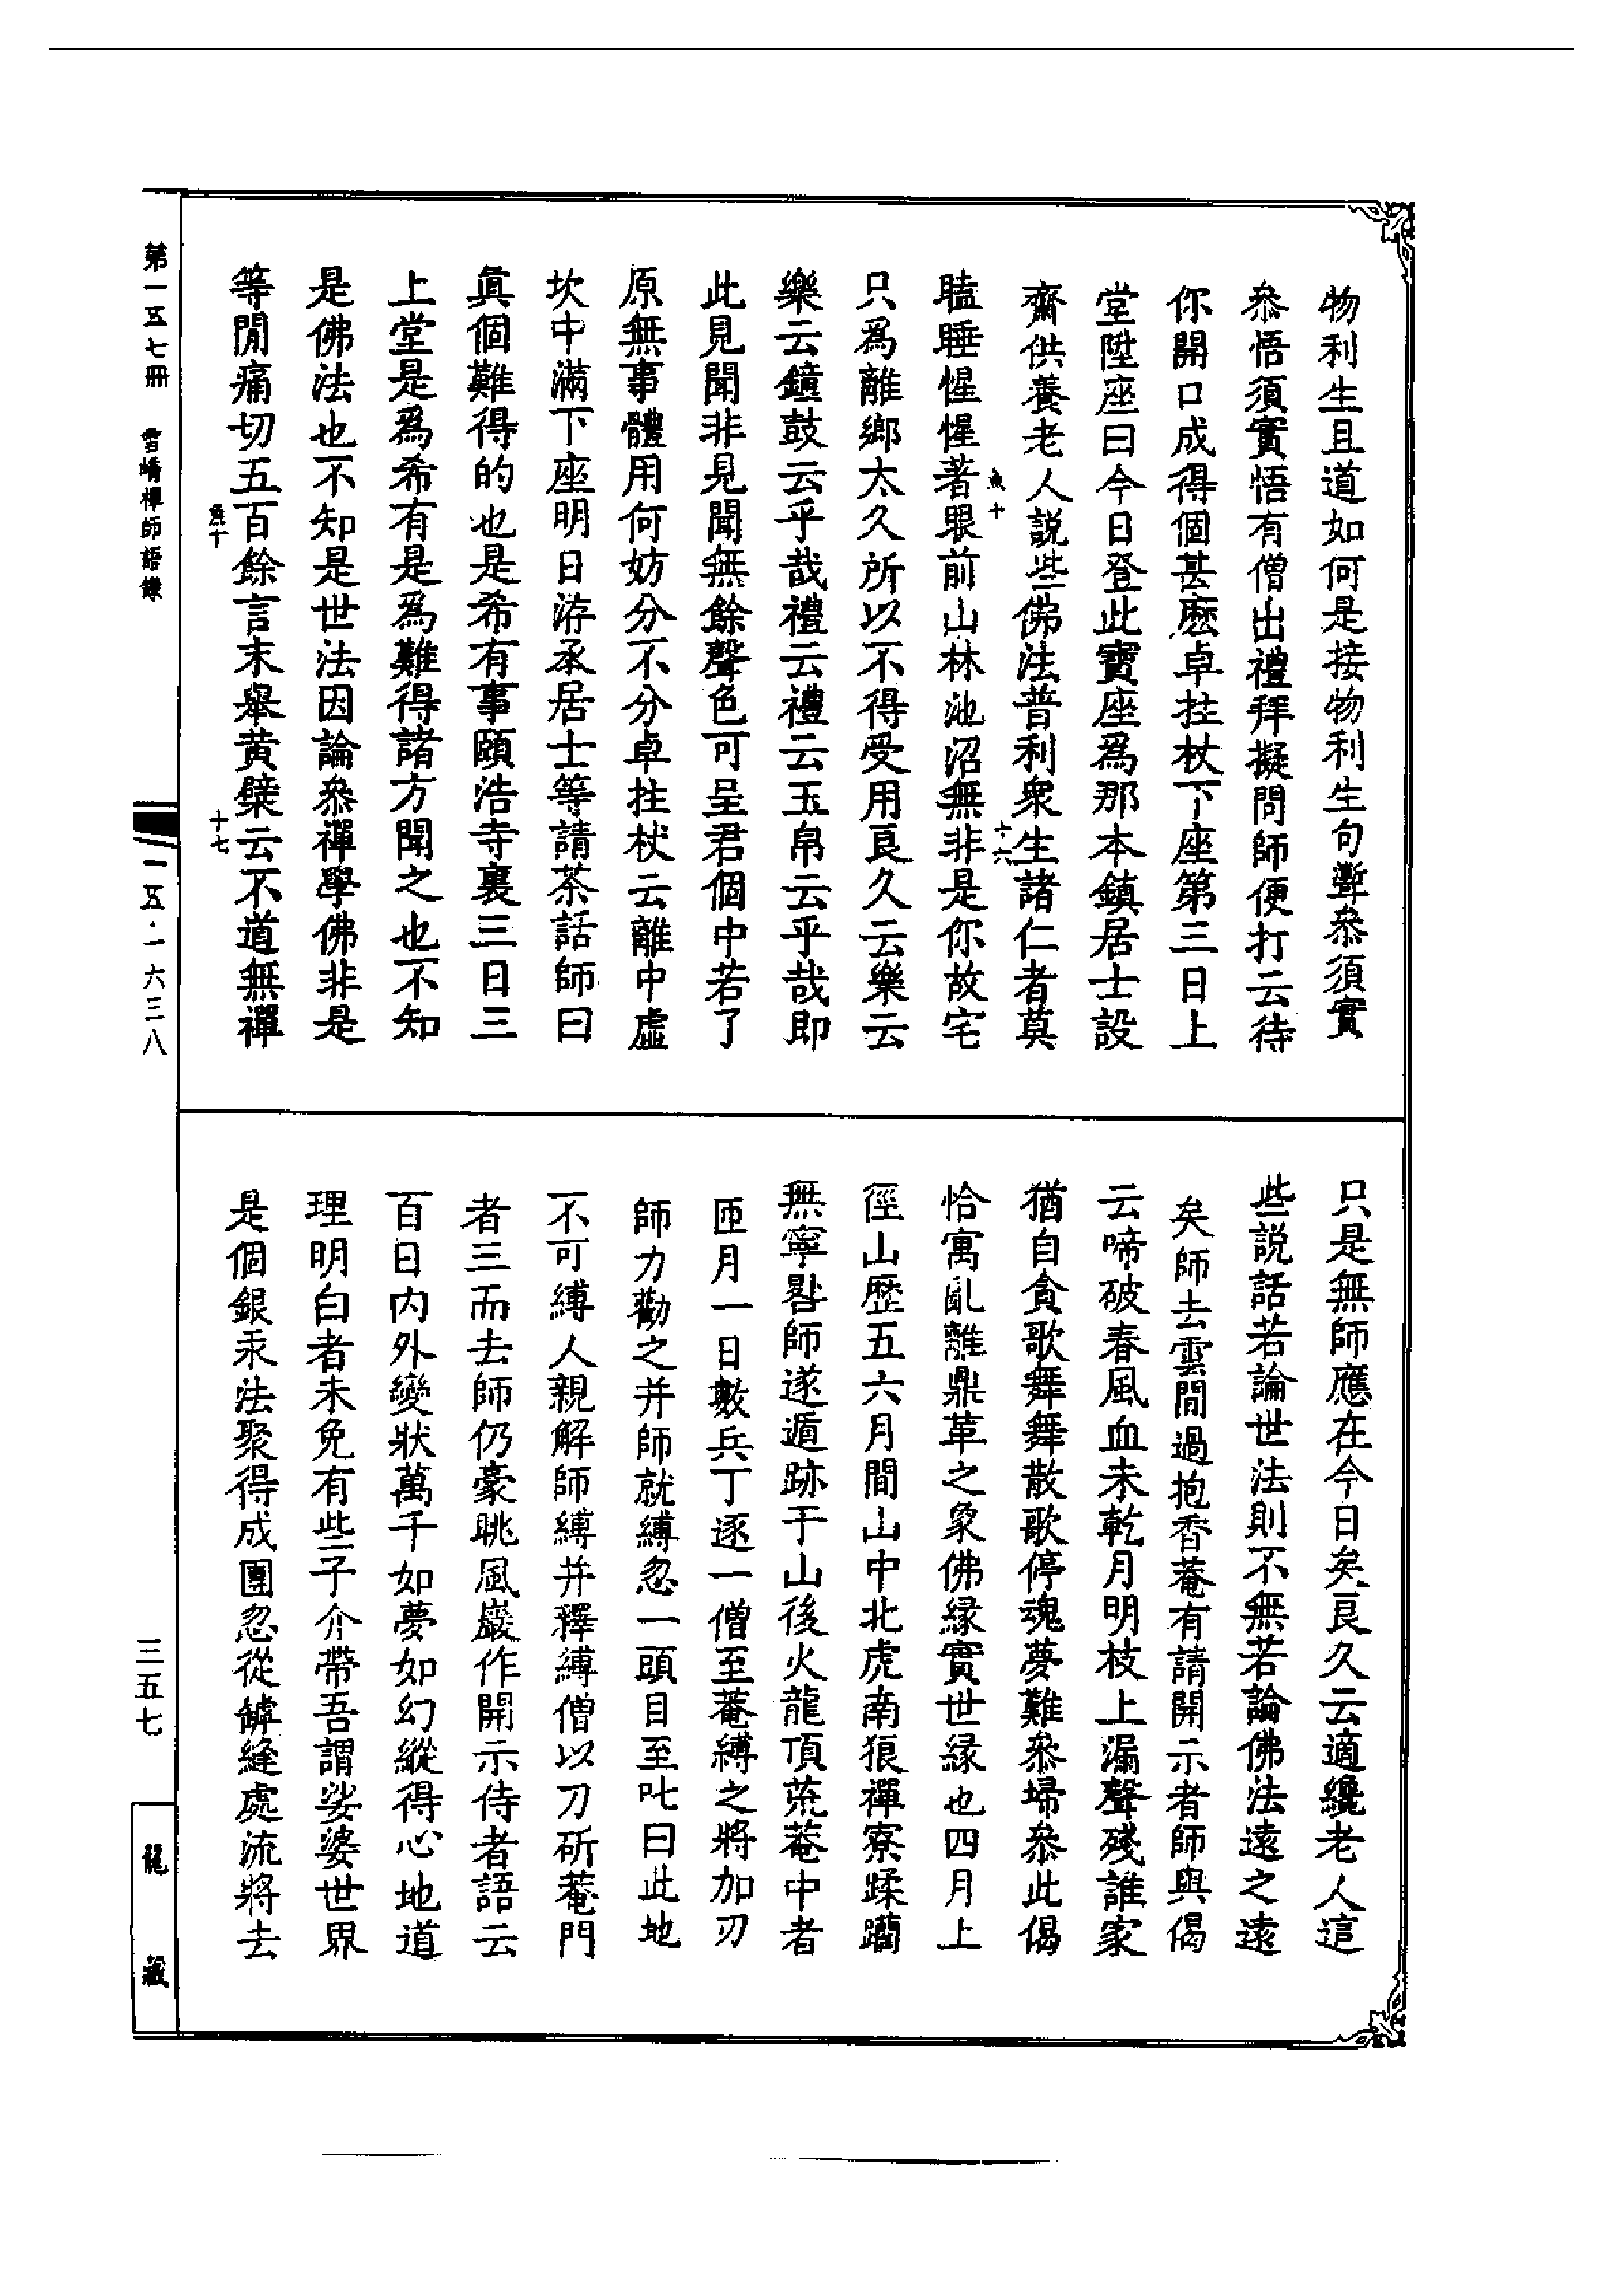 物利生且道如何是接物利生句蹔叅須實
叅悟須實悟有僧出禮拜擬問師便打云待
你開口成得個甚麽卓拄杖下座第三日上
堂陞座曰今日登此寶座爲那本鎮居士設
齋供養老人説些佛法普利衆生諸仁者莫
魚十
十六
瞌睡惺惺著眼前山林池沼無非是你故宅
只爲離鄉太久所以不得受用良久云樂云
樂云鐘鼓云乎哉禮云禮云玉帛云乎哉即
此見聞非見聞無餘聲色可呈君個中若了
原無事體用何妨分不分卓拄杖云離中虛
坎中滿下座明日游承居士等請茶話師曰
眞個難得的也是希有事頤浩寺裏三日三
上堂是爲希有是爲難得諸方聞之也不知
是佛法也不知是世法因論叅禪學佛非是
等閒痛切五百餘言末舉黄檗云不道無禪
魚十
十七
只是無師應在今日矣良久云適纔老人這
些説話若論世法則不無若論佛法遠之遠
矣師去雲間過抱香菴有請開示者師與偈
云啼破春風血未乾月明枝上漏聲殘誰家
猶自貪歌舞舞散歌停魂夢難叅埽叅此偈
恰寓亂離鼎革之象佛緣實世緣也四月上
徑山歷五六月間山中北虎南狼禪寮蹂躪
無寧晷師遂遁跡于山後火龍頂蔬菴中者
匝月一日數兵丁逐一僧至菴縛之將加刃
師力勸之并師就縛忽一頭目至叱曰此地
不可縛人親解師縛并釋縛僧以刀斫菴門
者三而去師仍豪眺風巖作開示侍者語云
百日内外變狀萬千如夢如幻縱得心地道
理明白者未免有些子介帶吾謂娑婆世界
是個銀汞法聚得成團忽從罅縫處流將去
第一五七冊　雪嶠禪師語錄
一五·一六三八
三五七
龍藏